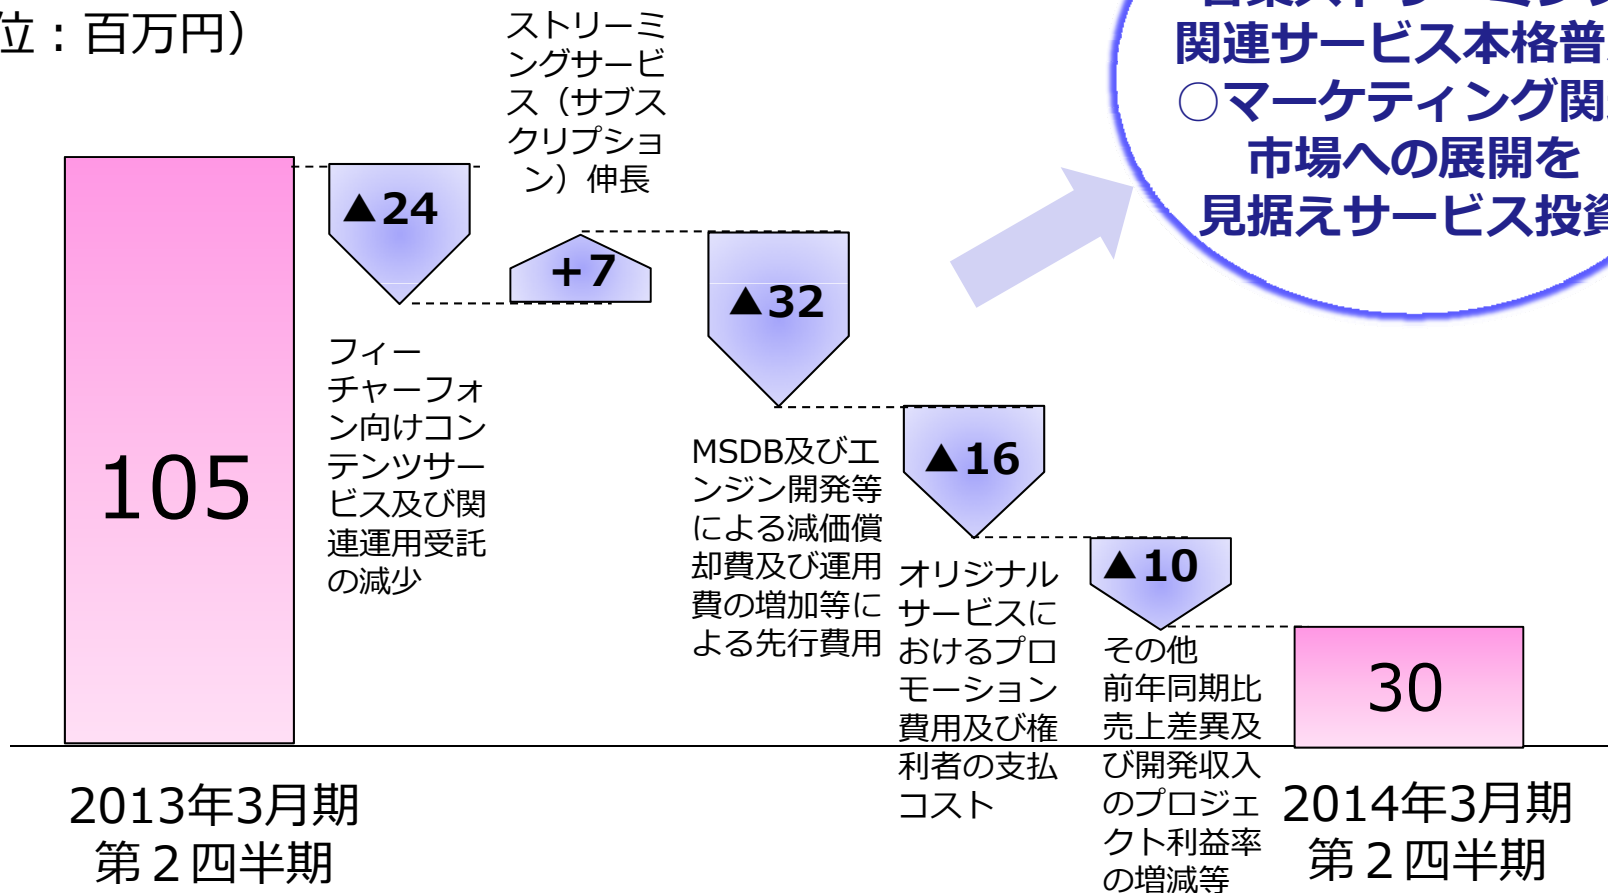 位：百万円）
ストリーミ
ングサービ
ス（サブス
クリプショ
ン）伸長
関連サービス本格普
○マーケティング関
市場への展開を
見据えサービス投資
105
▲24
+7
▲32
▲16
▲10
30
フィー
チャーフォ
ン向けコン
テンツサー
ビス及び関
連運用受託
の減少
MSDB及びエ
ンジン開発等
による減価償
却費及び運用
費の増加等に
よる先行費用
オリジナル
サービスに
おけるプロ
モーション
費用及び権
利者の支払
コスト
その他
前年同期比
売上差異及
び開発収入
のプロジェ
クト利益率
の増減等
2013年3月期
第２四半期
2014年3月期
第２四半期